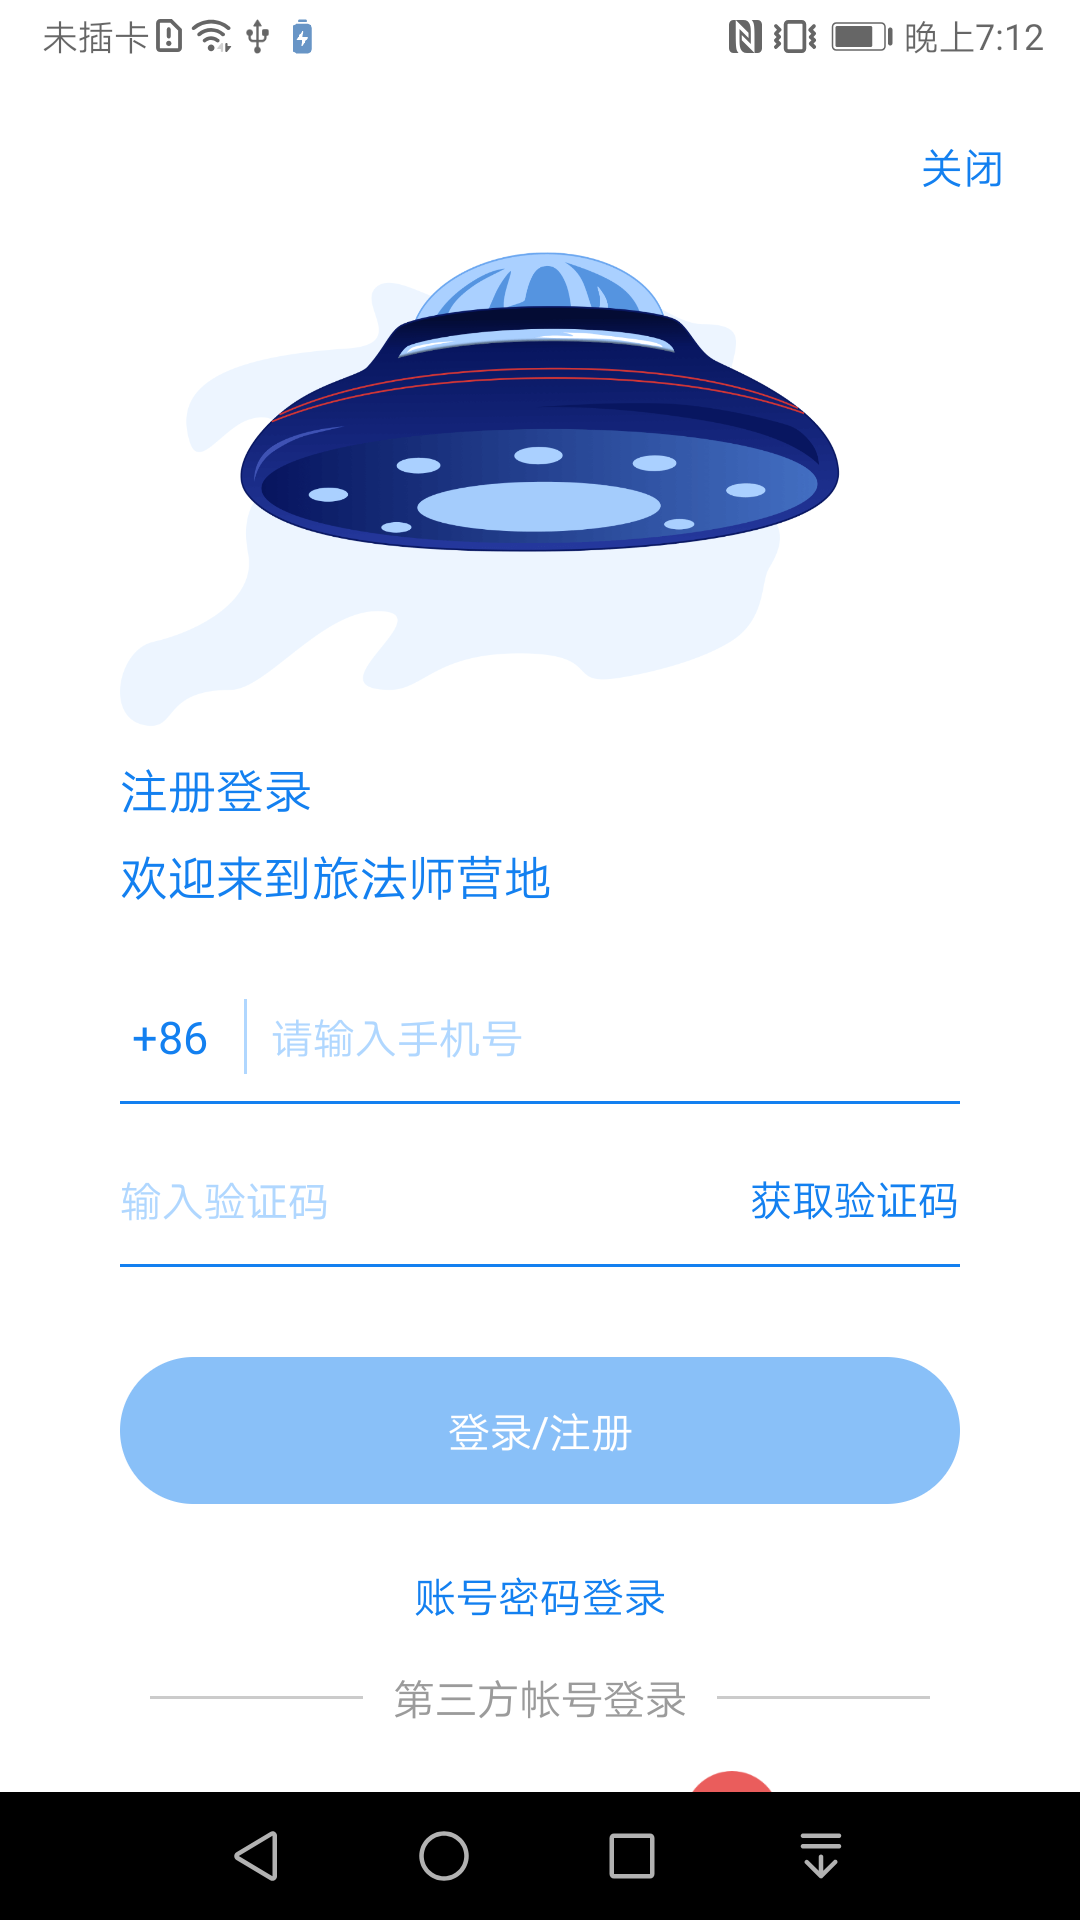 未插卡 晚上7:12
关闭
注册登录
欢迎来到旅法师营地
+86 请输入手机号
输入验证码 获取验证码
登录/注册
账号密码登录
第三方帐号登录